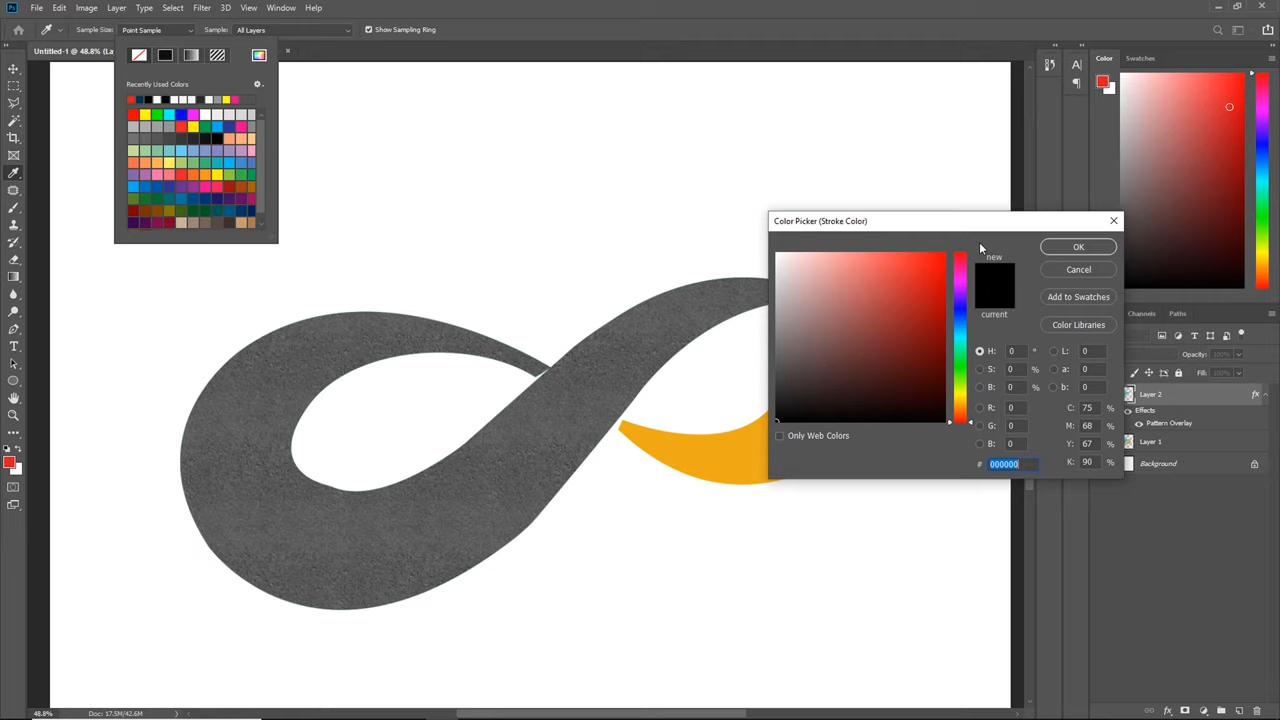 File Edit Image Layer Type Select Filter 3D View Window Help
Sample Size: Point Sample Sample: All Layers Show Sampling Ring
Untitled-1 @ 48.8% (La
Recently Used Colors
Color Swatches
Color Picker (Stroke Color)
new
current
OK
Cancel
Add to Swatches
Color Libraries
H: 0 ° L: 0
S: 0 % a: 0
B: 0 % b: 0
R: 0 C: 75 %
G: 0 M: 68 %
B: 0 Y: 67 %
K: 90 %
# 000000
Only Web Colors
Channels Paths
Opacity: 100%
Fill: 100%
Layer 2 fx
Effects
Pattern Overlay
Layer 1
Background
48.8% Doc: 17.5M/42.6M